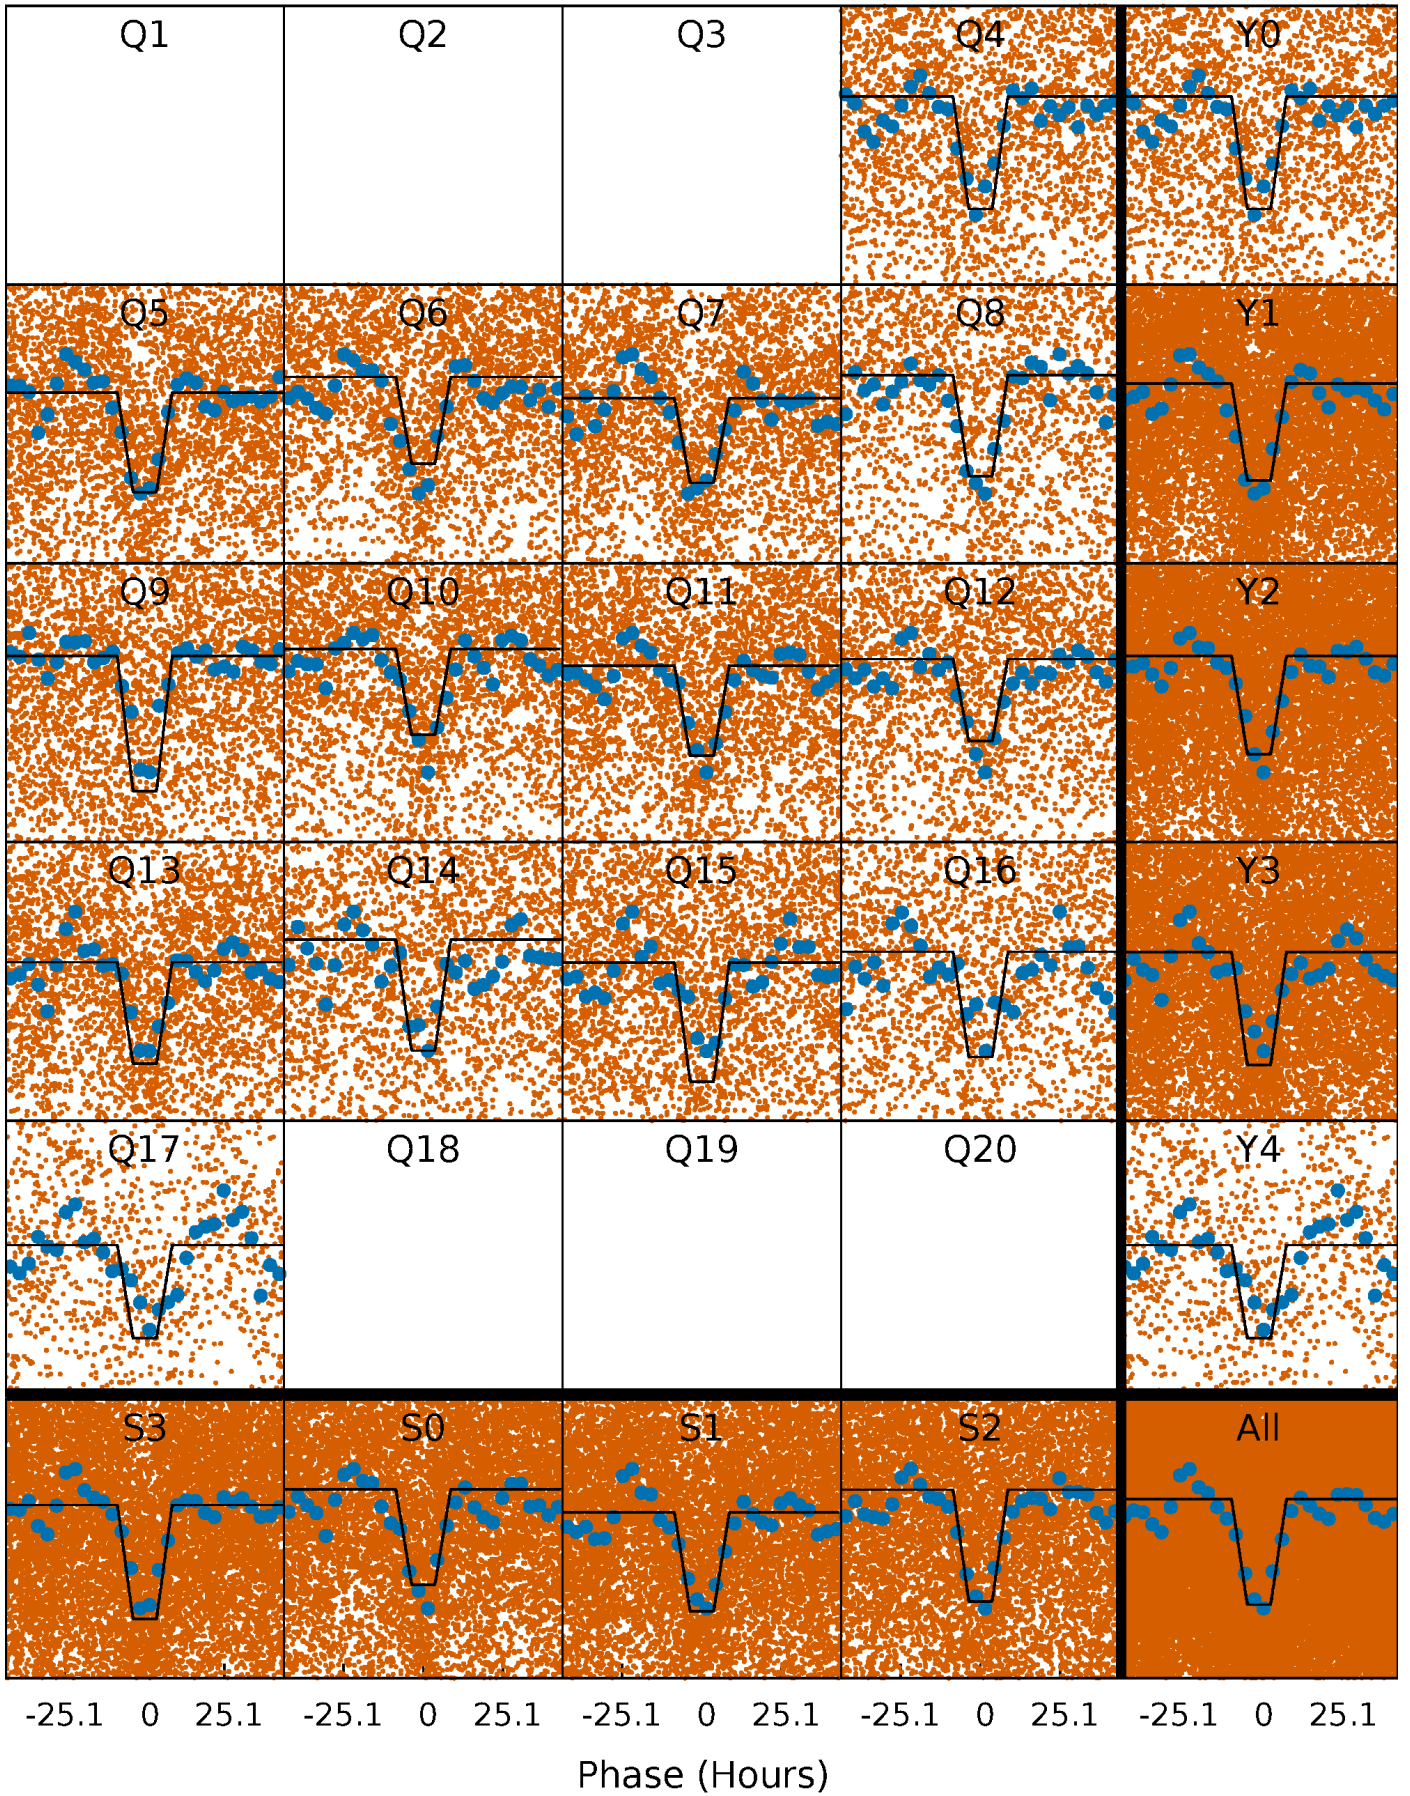 Q1 Q2 Q3 Q4 Y0
Q5 Q6 Q7 Q8 Y1
Q9 Q10 Q11 Q12 Y2
Q13 Q14 Q15 Q16 Y3
Q17 Q18 Q19 Q20 Y4
S3 S0 S1 S2 All
-25.1 0 25.1 -25.1 0 25.1 -25.1 0 25.1 -25.1 0 25.1 -25.1 0 25.1
Phase (Hours)